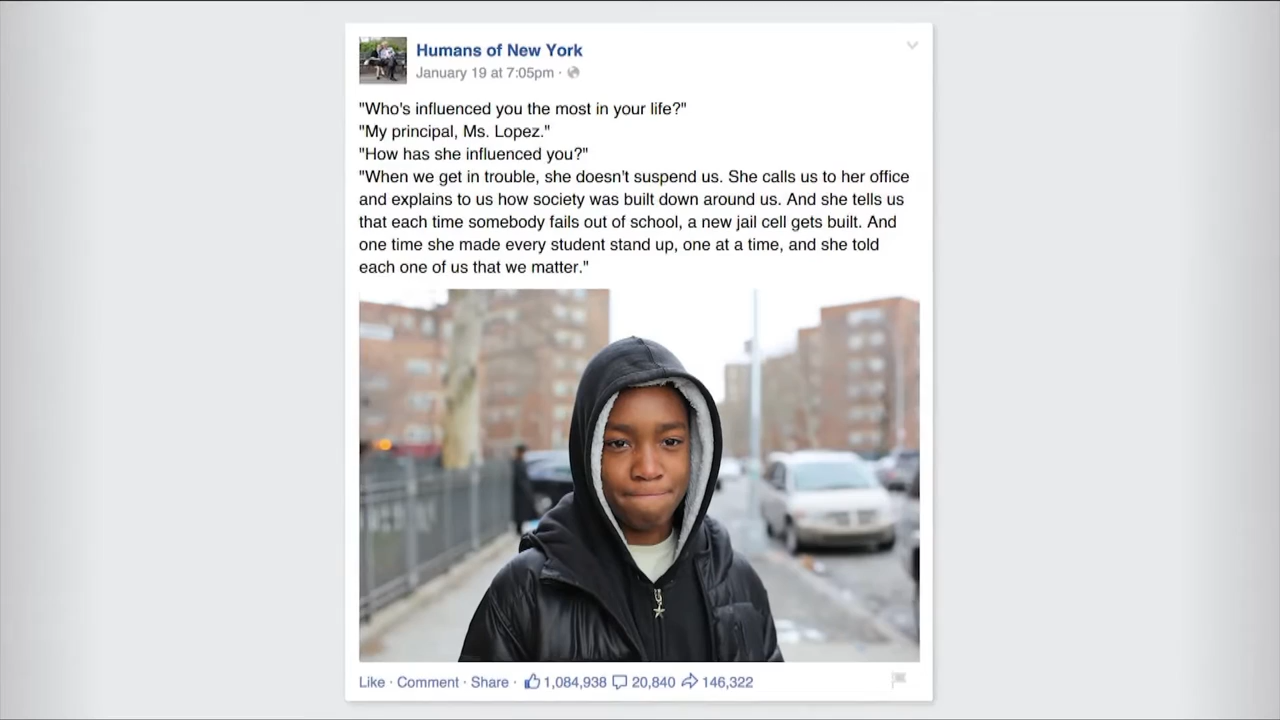 Humans of New York
January 19 at 7:05pm ·
"Who's influenced you the most in your life?"
"My principal, Ms. Lopez."
"How has she influenced you?"
"When we get in trouble, she doesn't suspend us. She calls us to her office
and explains to us how society was built down around us. And she tells us
that each time somebody fails out of school, a new jail cell gets built. And
one time she made every student stand up, one at a time, and she told
each one of us that we matter."
Like · Comment · Share · 1,084,938 20,840 146,322